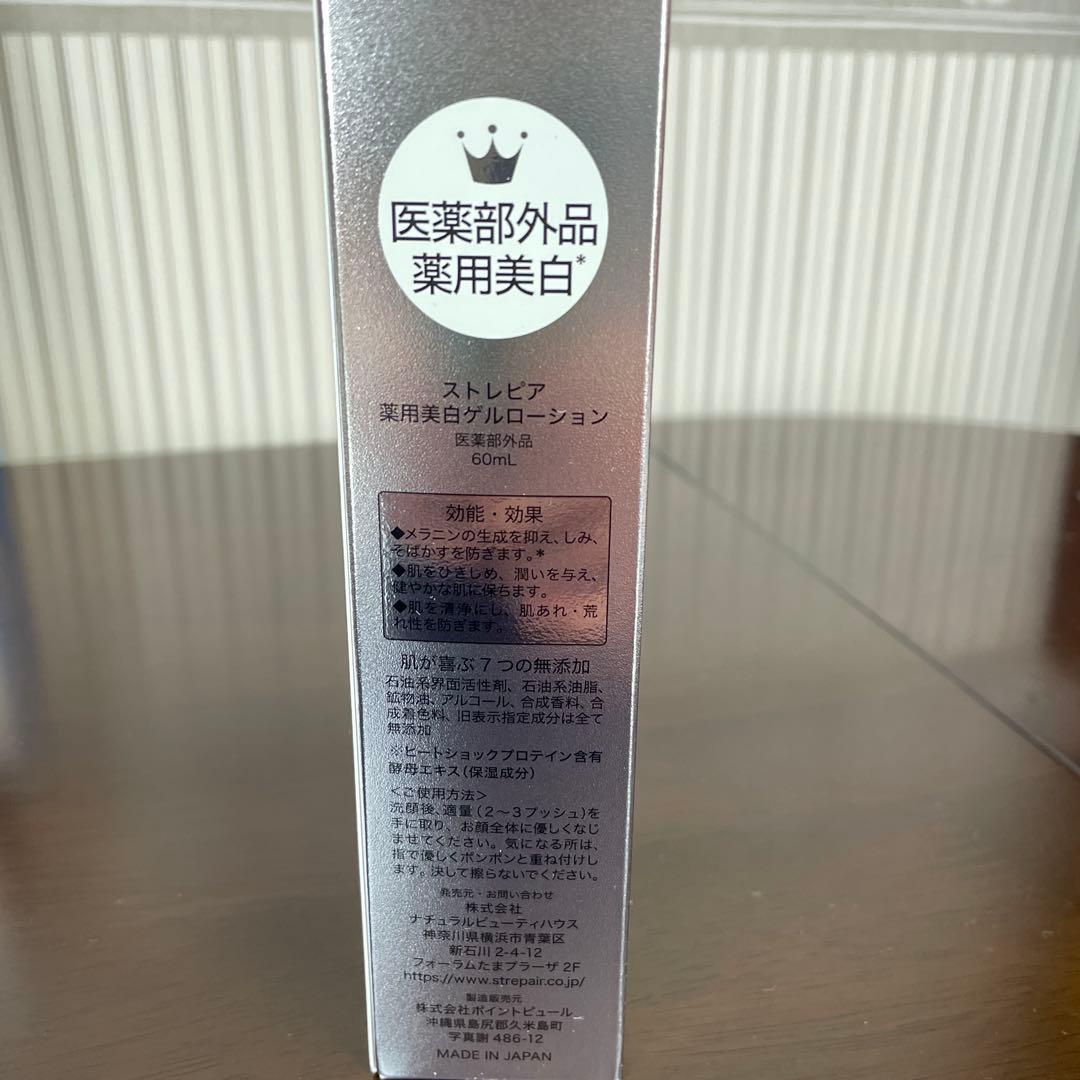 医薬部外品
薬用美白*
ストレピア
薬用美白ゲルローション
医薬部外品
60mL
効能・効果
◆メラニンの生成を抑え、しみ、
そばかすを防ぎます。*
◆肌をひきしめ、潤いを与え、
健やかな肌に保ちます。
◆肌を清浄にし、肌あれ・荒
れ性を防ぎます。
肌が喜ぶ7つの無添加
石油系界面活性剤、石油系油脂、
鉱物油、アルコール、合成香料、合
成着色料、旧表示指定成分は全て
無添加
※ヒートショックプロテイン含有
酵母エキス(保湿成分)
<ご使用方法>
洗顔後、適量(2〜3プッシュ)を
手に取り、お顔全体に優しくなじ
ませてください。気になる所は、
指で優しくポンポンと重ね付けし
ます。決して擦らないでください。
発売元・お問い合わせ
株式会社
ナチュラルビューティハウス
神奈川県横浜市青葉区
新石川2-4-12
フォーラムたまプラーザ 2F
https://www.strepair.co.jp/
製造販売元
株式会社ポイントピュール
沖縄県島尻郡久米島町
字真謝 486-12
MADE IN JAPAN